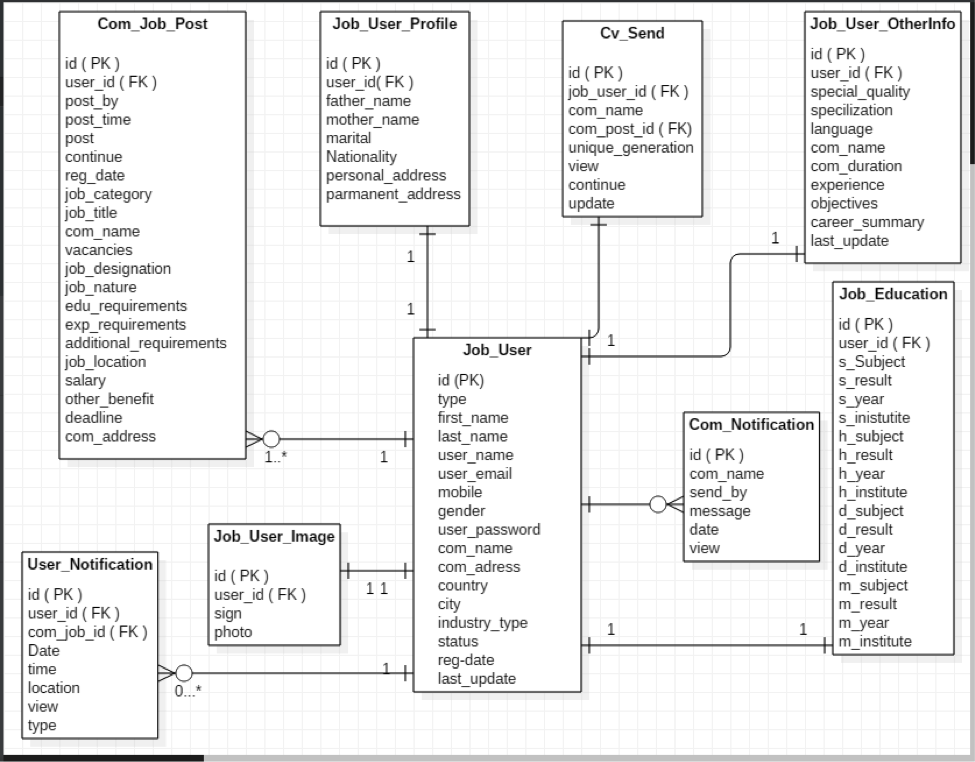 Com_Job_Post
id ( PK )
user_id ( FK )
post_by
post_time
post
continue
reg_date
job_category
job_title
com_name
vacancies
job_designation
job_nature
edu_requirements
exp_requirements
additional_requirements
job_location
salary
other_benefit
deadline
com_address
Job_User_Profile
id ( PK )
user_id( FK )
father_name
mother_name
marital
Nationality
personal_address
parmanent_address
Cv_Send
id ( PK )
job_user_id ( FK )
com_name
com_post_id ( FK)
unique_generation
view
continue
update
Job_User_OtherInfo
id ( PK )
user_id ( FK )
special_quality
specilization
language
com_name
com_duration
experience
objectives
career_summary
last_update
1
1
1
1
Job_User
id (PK)
type
first_name
last_name
user_name
user_email
mobile
gender
user_password
com_name
com_adress
country
city
industry_type
status
reg-date
last_update
Job_Education
id ( PK )
user_id ( FK )
s_Subject
s_result
s_year
s_inistutite
h_subject
h_result
h_year
h_institute
d_subject
d_result
d_year
d_institute
m_subject
m_result
m_year
m_institute
Com_Notification
id ( PK )
com_name
send_by
message
date
view
1..*
1
Job_User_Image
id ( PK )
user_id ( FK )
sign
photo
1 1
User_Notification
id ( PK )
user_id ( FK )
com_job_id ( FK )
Date
time
location
view
type
0...*
1
1
1